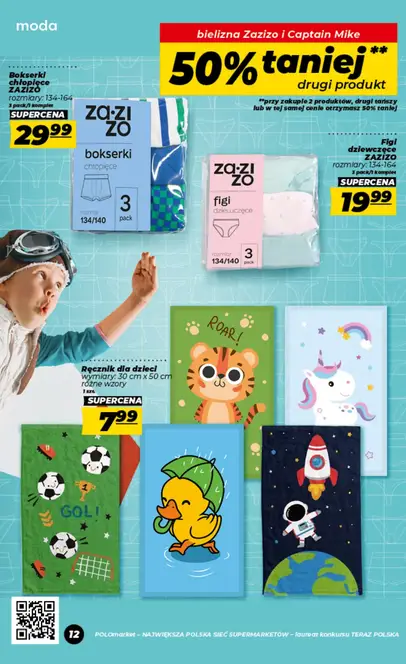 moda
bielizna Zazizo i Captain Mike
50% taniej**
drugi produkt
**przy zakupie 2 produktów, drugi tańszy
lub w tej samej cenie otrzymasz 50% taniej
Bokserki
chłopięce
ZAZIZO
rozmiary: 134-164
3 pack/1 komplet
SUPERCENA
29.99
za·zi
zo
bokserki
chłopięce
3
pack
rozmiar
134/140
za·zi
zo
figi
dziewczęce
rozmiar
134/140
3
pack
Figi
dziewczęce
ZAZIZO
rozmiary: 134-164
3 pack/1 komplet
SUPERCENA
19.99
ROAR!
Ręcznik dla dzieci
wymiary: 30 cm x 50 cm
różne wzory
1 szt.
SUPERCENA
7.99
GOL!
12
POLOmarket – NAJWIĘKSZA POLSKA SIEĆ SUPERMARKETÓW – laureat konkursu TERAZ POLSKA